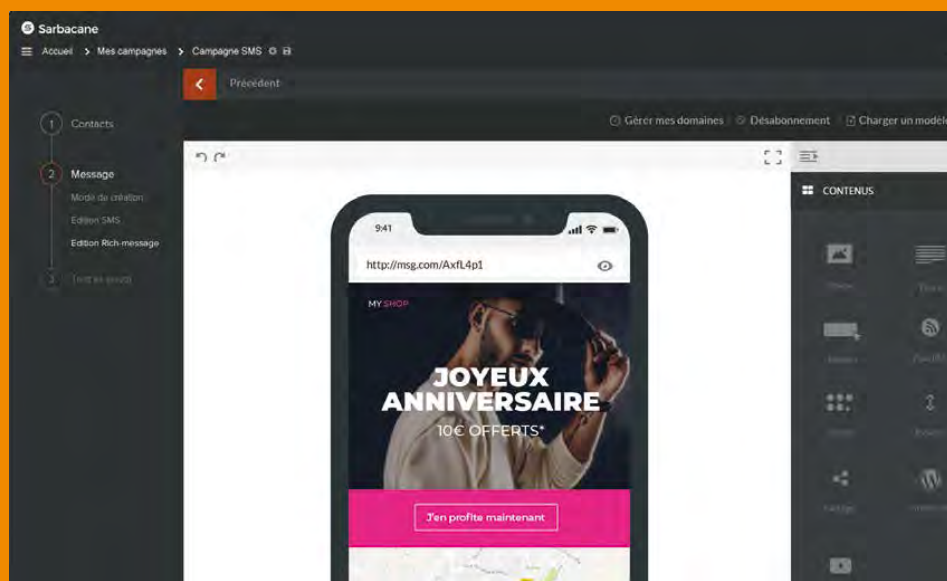 Sarbacane
Accueil > Mes campagnes > Campagne SMS
Précédent
1 Contacts
2 Message
Mode de création
Edition SMS
Edition Rich-message
3
Gérer mes domaines
Désabonnement
Charger un modèle
CONTENUS
9:41
http://msg.com/AxfL4p1
MY SHOP
JOYEUX
ANNIVERSAIRE
10€ OFFERTS*
J'en profite maintenant